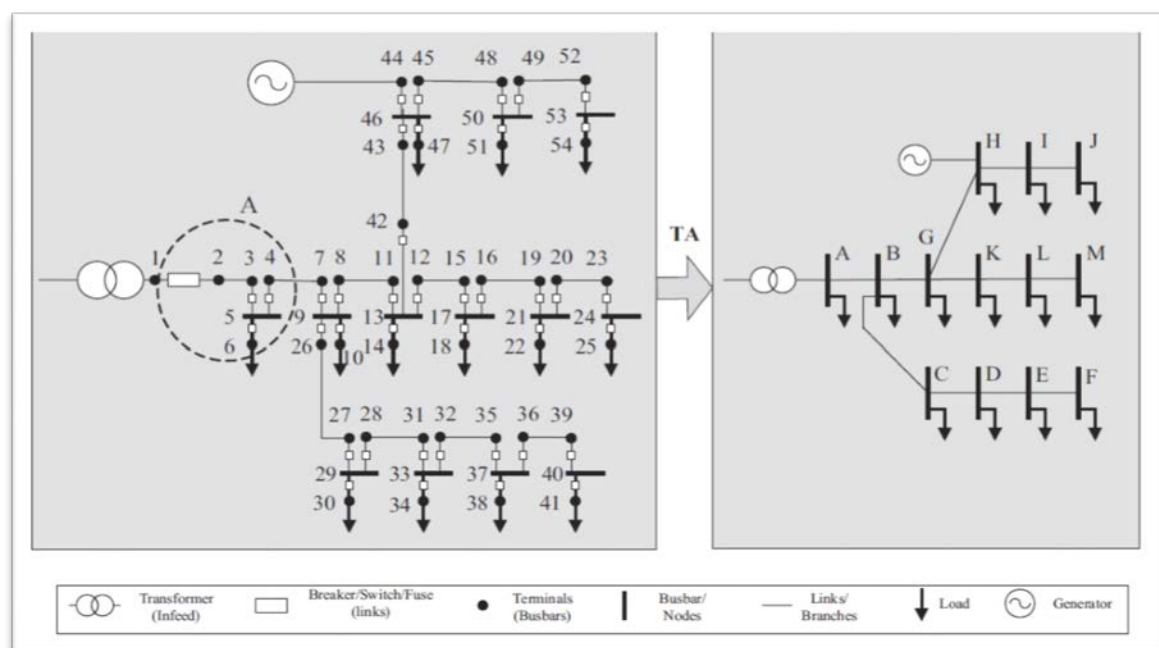 44 45 48 49 52
46 50 53
43 47 51 54
A
42
1 2 3 4 7 8 11 12 15 16 19 20 23
5 9 13 17 21 24
6 26 10 14 18 22 25
27 28 31 32 35 36 39
29 33 37 40
30 34 38 41
TA
H I J
A B G K L M
C D E F
Transformer
(Infeed)
Breaker/Switch/Fuse
(links)
Terminals
(Busbars)
Busbar/
Nodes
Links/
Branches
Load
Generator